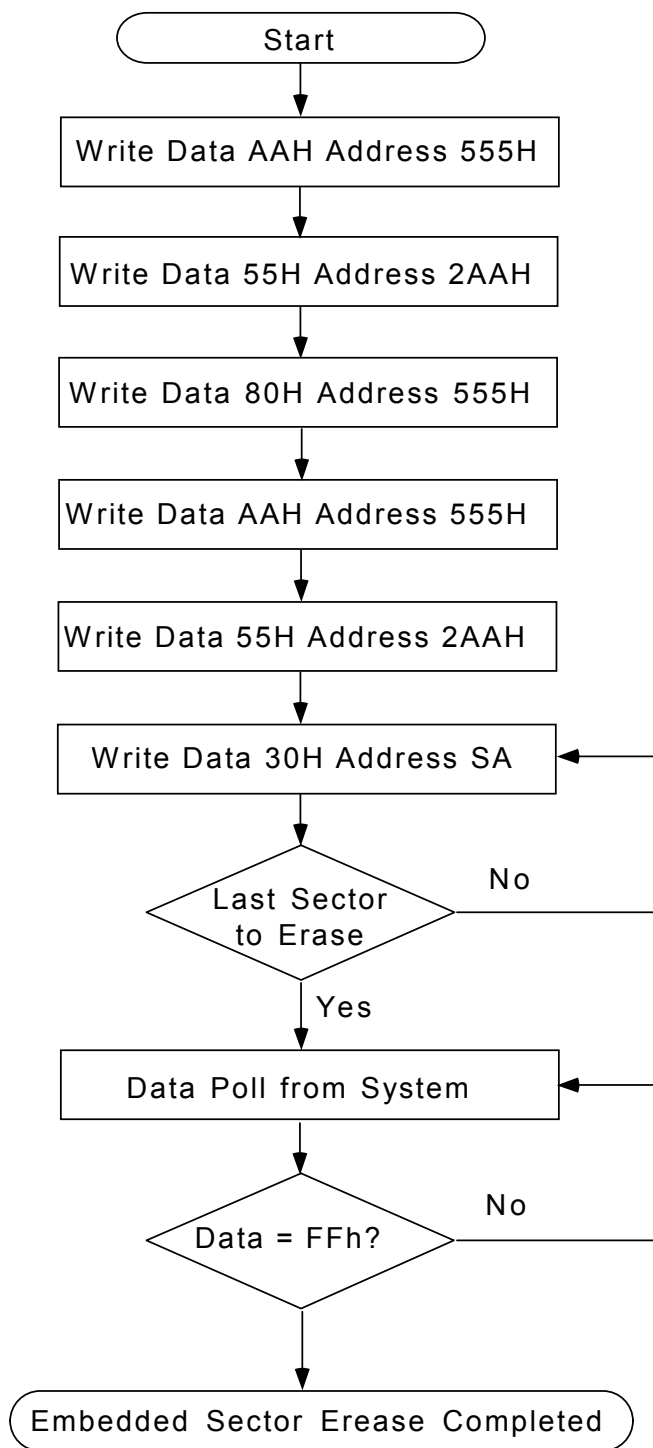 Start
Write Data AAH Address 555H
Write Data 55H Address 2AAH
Write Data 80H Address 555H
Write Data AAH Address 555H
Write Data 55H Address 2AAH
Write Data 30H Address SA
Last Sector
to Erase
No
Yes
Data Poll from System
Data = FFh?
No
Embedded Sector Erease Completed